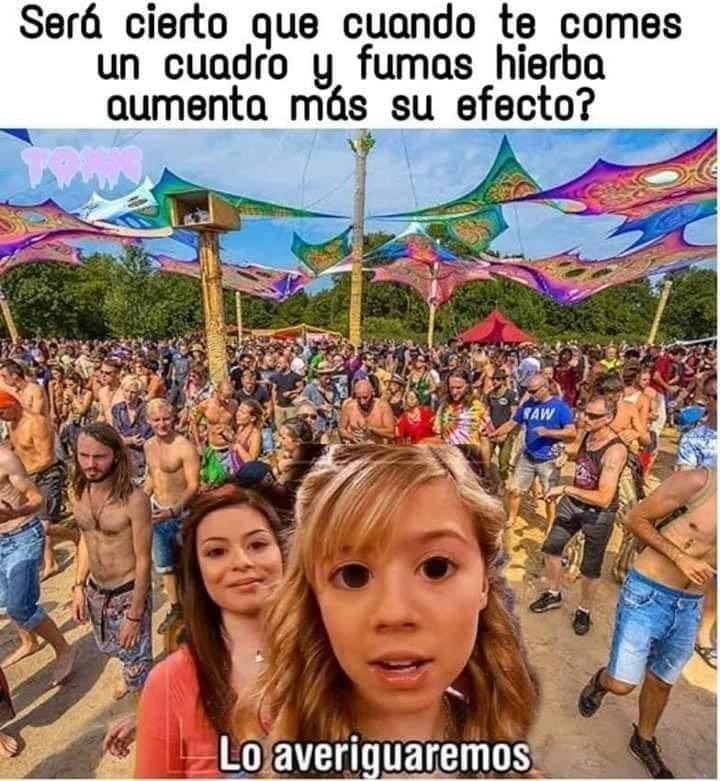 Será cierto que cuando te comes
un cuadro y fumas hierba
aumenta más su efecto?
TOXIC
RAW
Lo averiguaremos